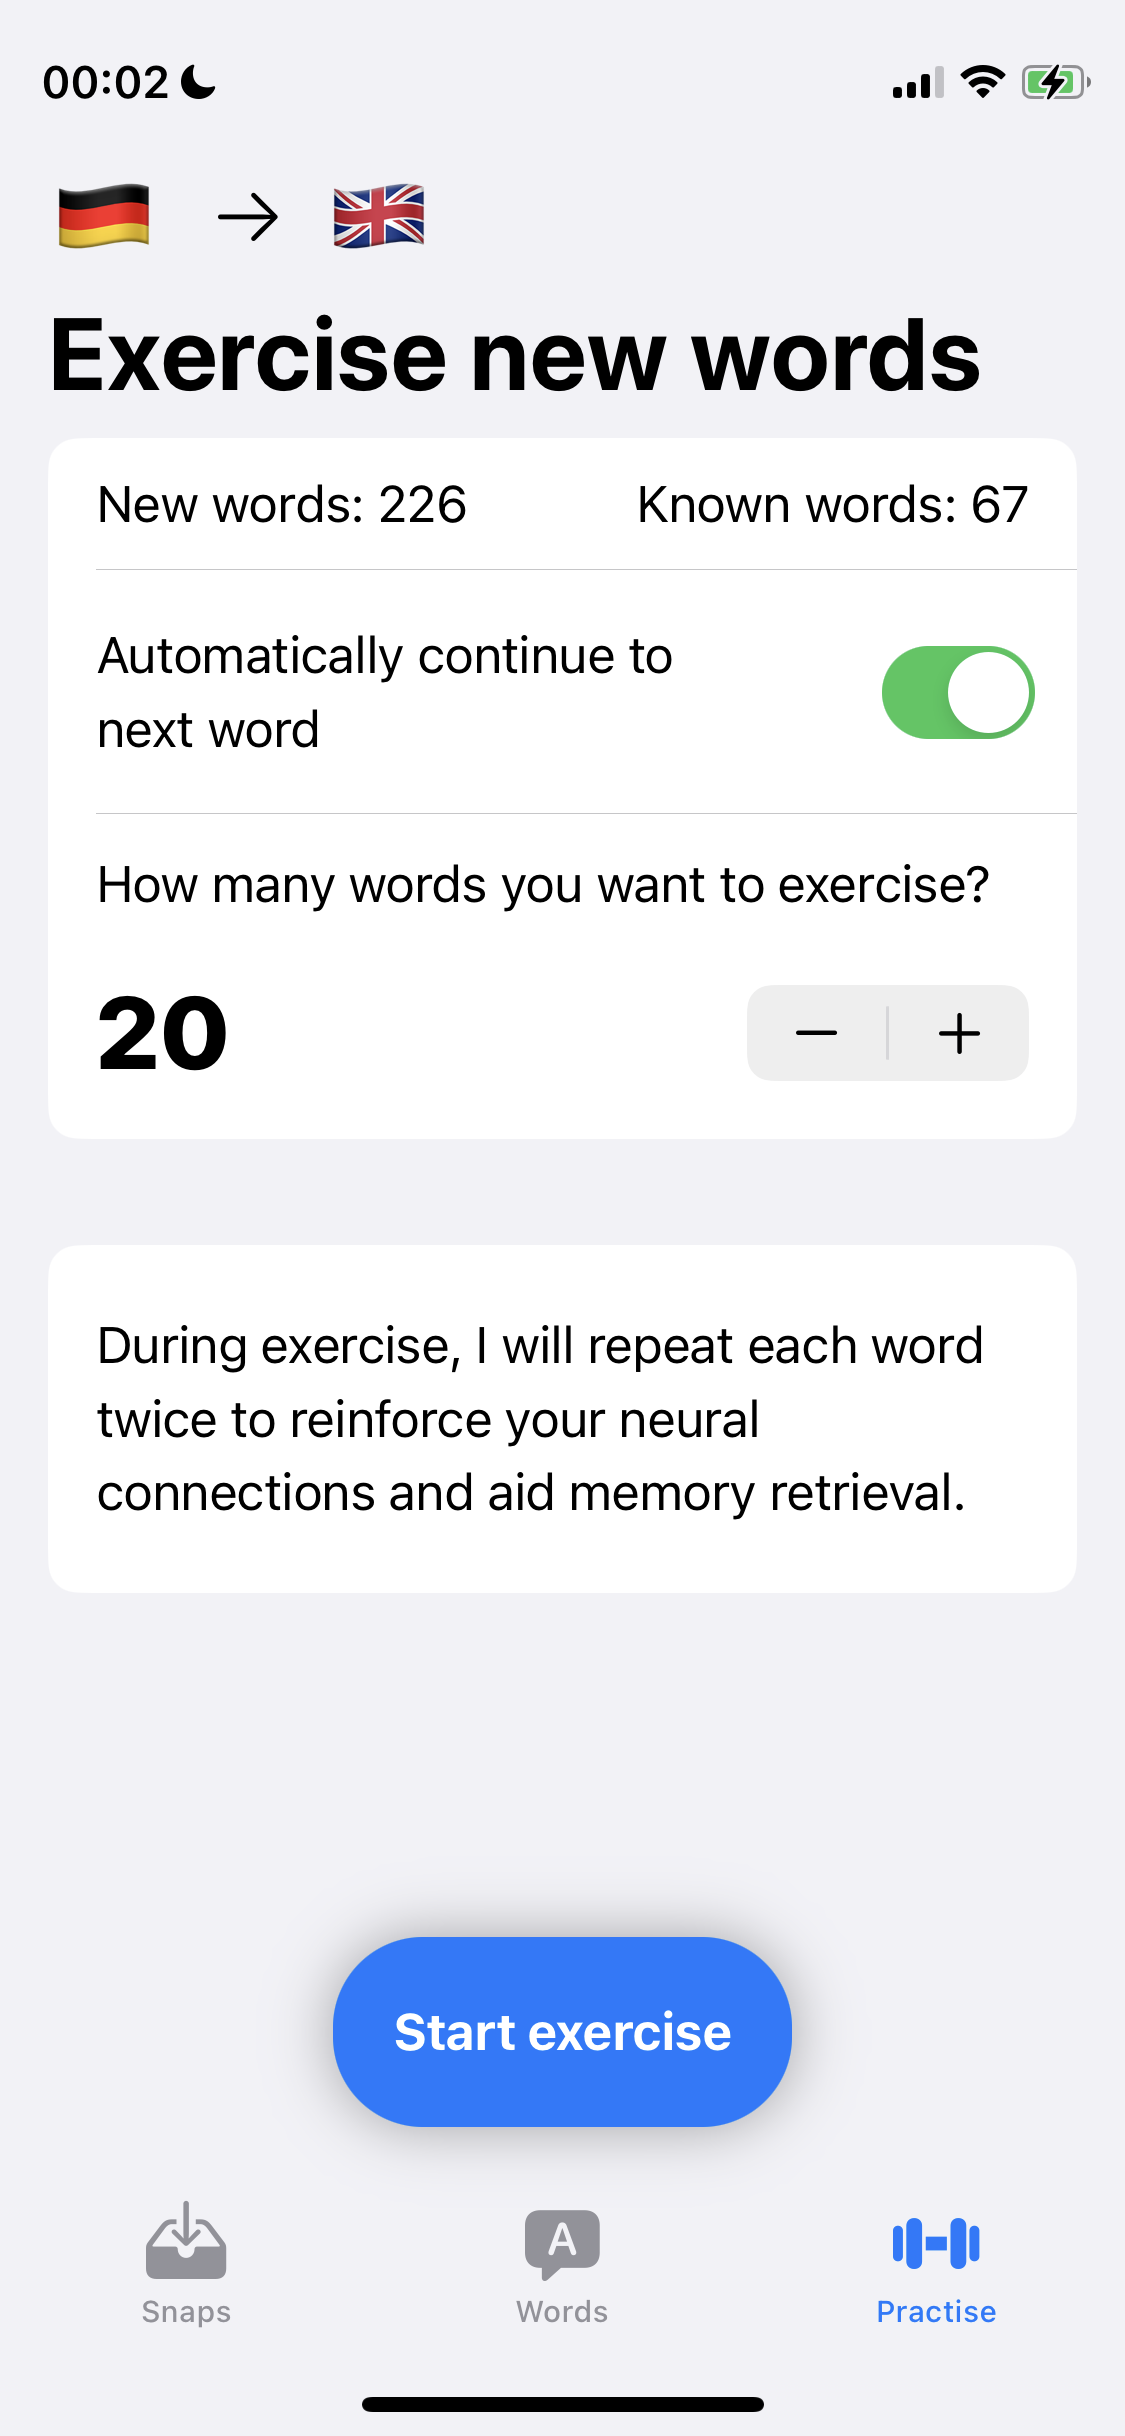 00:02
Exercise new words
New words: 226
Known words: 67
Automatically continue to
next word
How many words you want to exercise?
20
During exercise, I will repeat each word
twice to reinforce your neural
connections and aid memory retrieval.
Start exercise
A
Snaps
Words
Practise